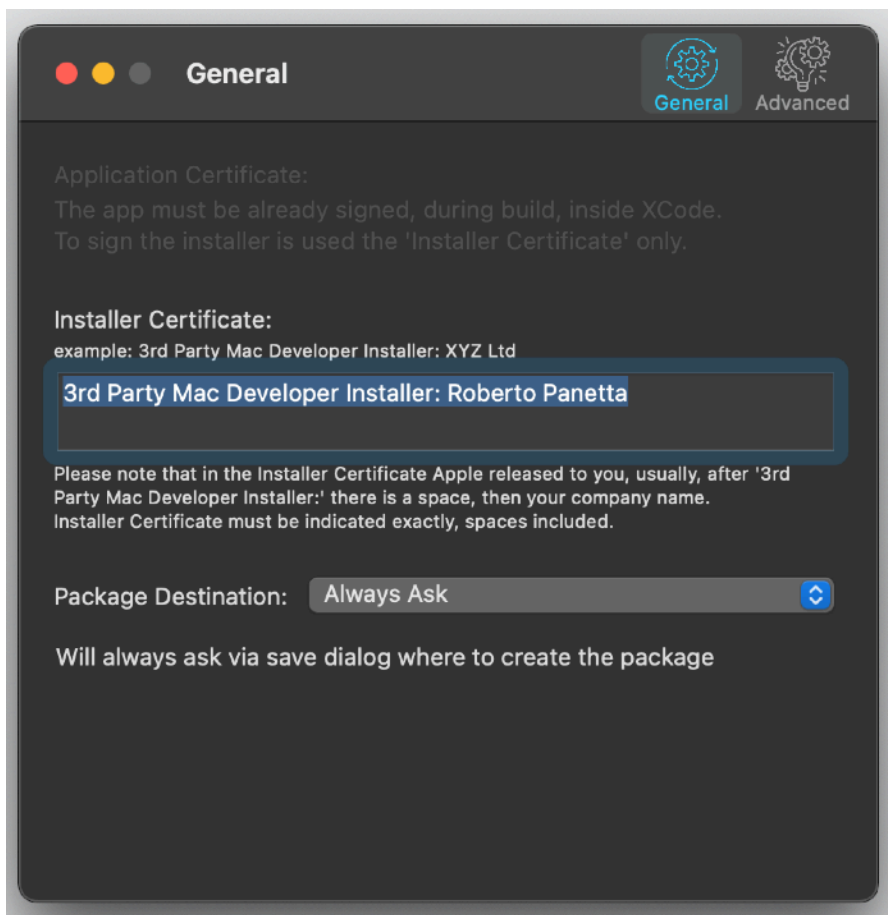 General
General
Advanced
Application Certificate:
The app must be already signed, during build, inside XCode.
To sign the installer is used the 'Installer Certificate' only.
Installer Certificate:
example: 3rd Party Mac Developer Installer: XYZ Ltd
3rd Party Mac Developer Installer: Roberto Panetta
Please note that in the Installer Certificate Apple released to you, usually, after '3rd
Party Mac Developer Installer:' there is a space, then your company name.
Installer Certificate must be indicated exactly, spaces included.
Package Destination: Always Ask
Will always ask via save dialog where to create the package